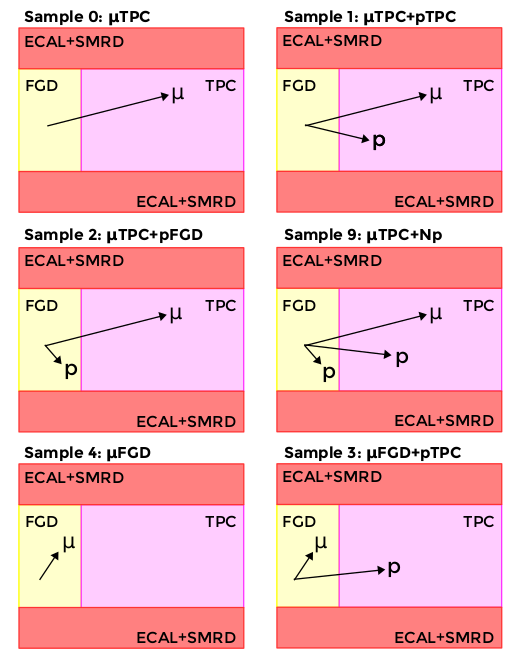 Sample 0: μTPC
ECAL+SMRD
FGD
TPC
μ
ECAL+SMRD
Sample 1: μTPC+pTPC
ECAL+SMRD
FGD
TPC
μ
p
ECAL+SMRD
Sample 2: μTPC+pFGD
ECAL+SMRD
FGD
TPC
μ
p
ECAL+SMRD
Sample 9: μTPC+Np
ECAL+SMRD
FGD
TPC
μ
p
p
ECAL+SMRD
Sample 4: μFGD
ECAL+SMRD
FGD
TPC
μ
ECAL+SMRD
Sample 3: μFGD+pTPC
ECAL+SMRD
FGD
TPC
μ
p
ECAL+SMRD